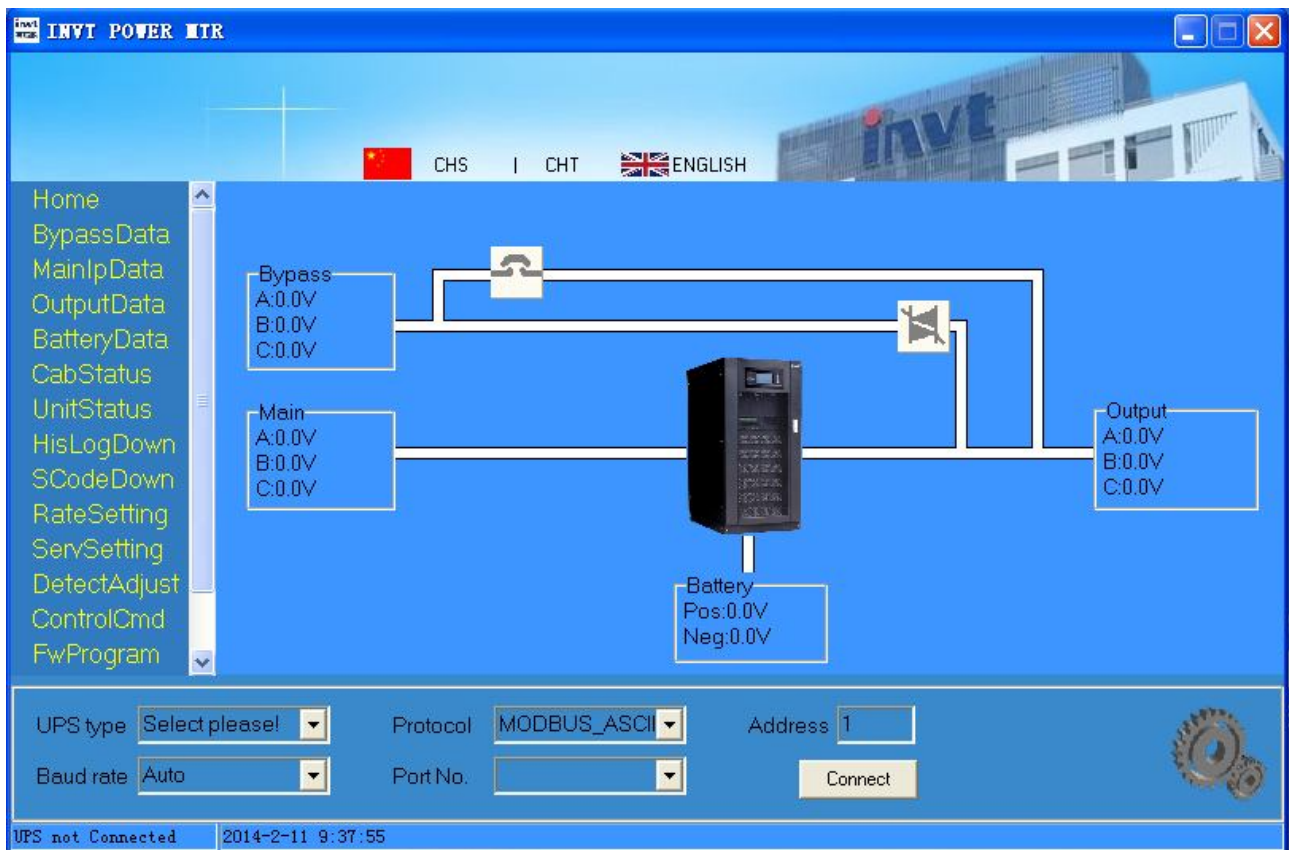 INVT POWER MTR
invt
CHS | CHT ENGLISH
Home
BypassData
MainIpData
OutputData
BatteryData
CabStatus
UnitStatus
HisLogDown
SCodeDown
RateSetting
ServSetting
DetectAdjust
ControlCmd
FwProgram
Bypass
A:0.0V
B:0.0V
C:0.0V
Main
A:0.0V
B:0.0V
C:0.0V
Output
A:0.0V
B:0.0V
C:0.0V
Battery
Pos:0.0V
Neg:0.0V
UPS type Select please! Protocol MODBUS_ASCII Address 1
Baud rate Auto Port No. Connect
UPS not Connected 2014-2-11 9:37:55